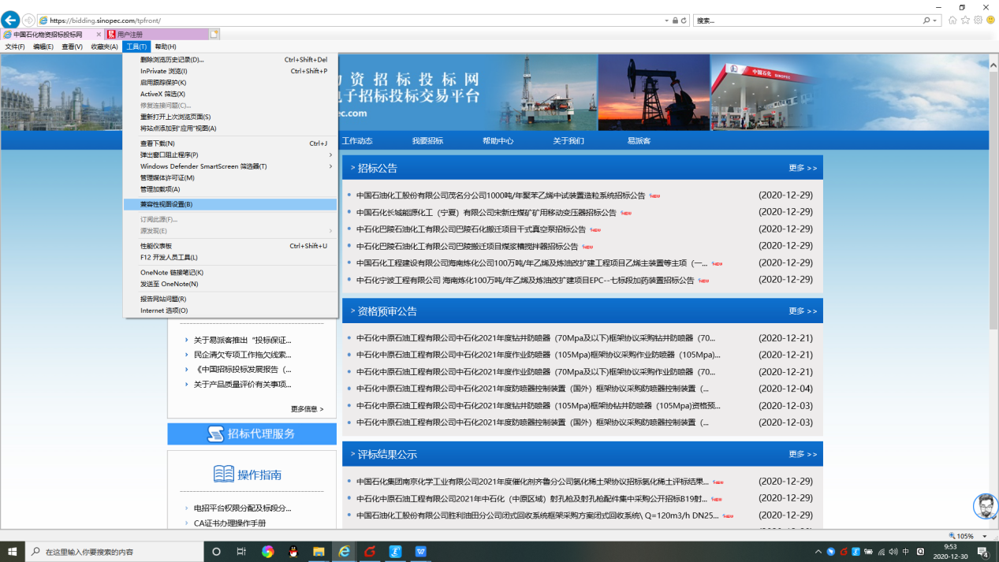 https://bidding.sinopec.com/tpfront/
搜索...
中国石化物资招标投标网
用户注册
文件(F) 编辑(E) 查看(V) 收藏夹(A) 工具(T) 帮助(H)
删除浏览历史记录(D)... Ctrl+Shift+Del
InPrivate 浏览(I) Ctrl+Shift+P
启用跟踪保护(K)
ActiveX 筛选(X)
修复连接问题(C)...
重新打开上次浏览页面(S)
将站点添加到“应用”视图(A)
查看下载(N) Ctrl+J
弹出窗口阻止程序(P)
Windows Defender SmartScreen 筛选器(T)
管理媒体许可证(M)
管理加载项(A)
兼容性视图设置(B)
订阅此源(F)...
源发现(E)
性能仪表板 Ctrl+Shift+U
F12 开发人员工具(L)
OneNote 链接笔记(K)
发送至 OneNote(N)
报告网站问题(R)
Internet 选项(O)
资招标投标网
子招标投标交易平台
ec.com
中国石化 SINOPEC
工作动态 我要招标 帮助中心 关于我们 易派客
> 招标公告 更多 >>
中国石油化工股份有限公司茂名分公司1000吨/年聚苯乙烯中试装置造粒系统招标公告 NEW (2020-12-29)
中国石化长城能源化工（宁夏）有限公司宋新庄煤矿矿用移动变压器招标公告 NEW (2020-12-29)
中石化巴陵石油化工有限公司巴陵石化搬迁项目干式真空泵招标公告 NEW (2020-12-29)
中石化巴陵石油化工有限公司巴陵搬迁项目煤浆槽搅拌器招标公告 NEW (2020-12-29)
中国石化工程建设有限公司海南炼化公司100万吨/年乙烯及炼油改扩建工程项目乙烯主装置等主项（一... NEW (2020-12-29)
中石化宁波工程有限公司 海南炼化100万吨/年乙烯及炼油改扩建项目EPC--七标段加药装置招标公告 NEW (2020-12-29)
> 资格预审公告 更多 >>
中石化中原石油工程有限公司中石化2021年度钻井防喷器（70Mpa及以下)框架协议采购钻井防喷器（70... (2020-12-21)
中石化中原石油工程有限公司中石化2021年度作业防喷器（105Mpa)框架协议采购作业防喷器（105Mpa)... (2020-12-21)
中石化中原石油工程有限公司中石化2021年度作业防喷器（70Mpa及以下)框架协议采购作业防喷器（70... (2020-12-21)
中石化中原石油工程有限公司中石化2021年度防喷器控制装置（国外）框架协议采购防喷器控制装置（... (2020-12-04)
中石化中原石油工程有限公司中石化2021年度钻井防喷器（105Mpa)框架协钻井防喷器（105Mpa)资格预... (2020-12-03)
中石化中原石油工程有限公司中石化2021年度防喷器控制装置（国外）框架协议采购防喷器控制装置（... (2020-12-03)
> 评标结果公示 更多 >>
中国石化集团南京化学工业有限公司2021年度催化剂齐鲁分公司氯化稀土架协议招标氯化稀土评标结果... NEW (2020-12-29)
中石化中原石油工程有限公司2021年中石化（中原区域）射孔枪及射孔枪配件集中采购公开招标B19射... NEW (2020-12-29)
中国石油化工股份有限公司胜利油田分公司闭式回收系统框架采购方案闭式回收系统\ Q=120m3/h DN25... NEW (2020-12-29)
关于易派客推出“投标保证...
民企清欠专项工作拖欠线索...
《中国招标投标发展报告（...
关于产品质量评价有关事项...
更多信息 >
招标代理服务
操作指南
电招平台权限分配及标段分...
CA证书办理操作手册
105%
在这里输入你要搜索的内容
中
9:53
2020-12-30
4